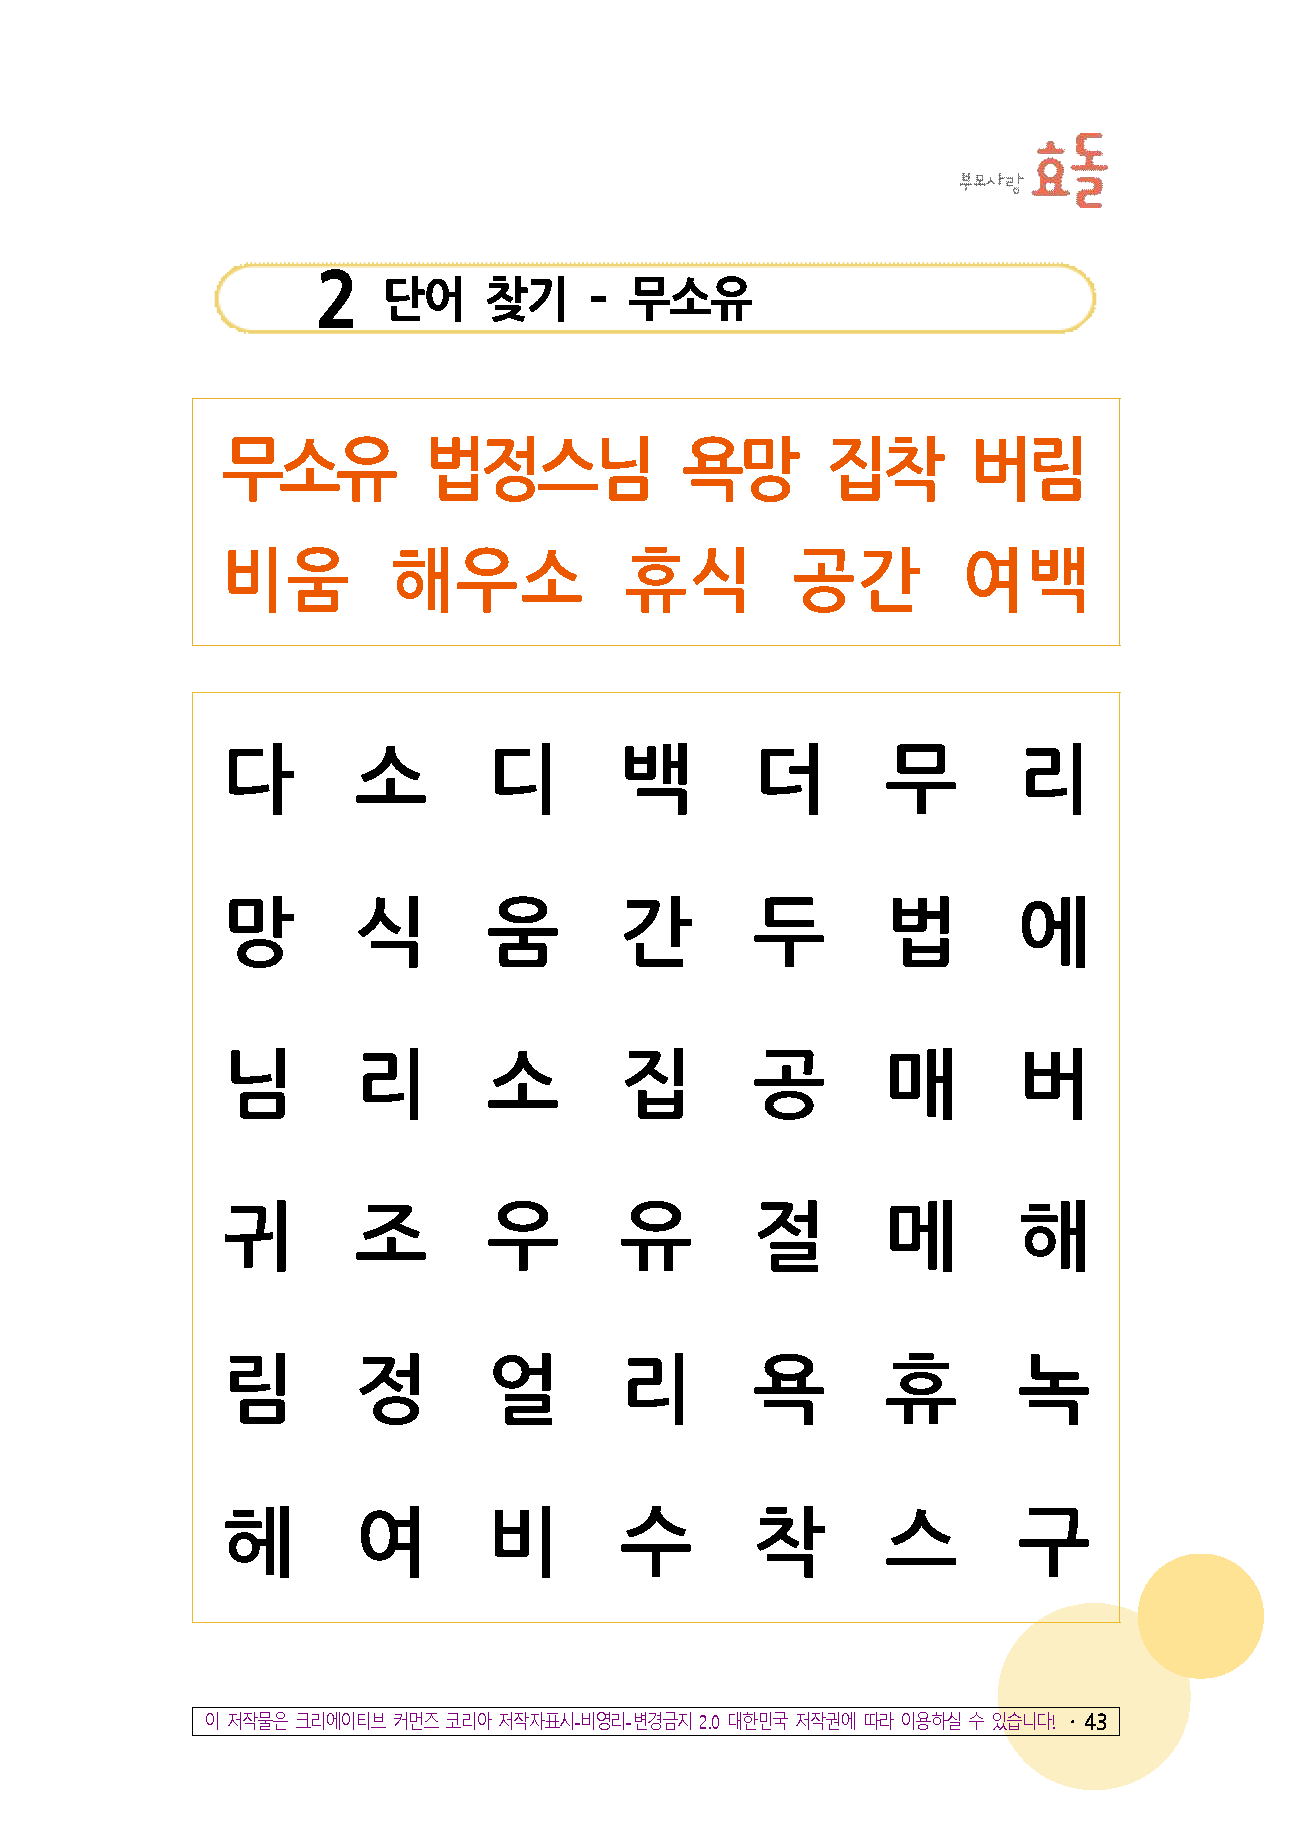 부모사랑 효돌
2 단어 찾기 - 무소유
무소유 법정스님 욕망 집착 버림
비움 해우소 휴식 공간 여백
다 소 디 백 더 무 리
망 식 움 간 두 법 에
님 리 소 집 공 매 버
귀 조 우 유 절 메 해
림 정 얼 리 욕 휴 녹
헤 여 비 수 착 스 구
이 저작물은 크리에이티브 커먼즈 코리아 저작자표시-비영리-변경금지 2.0 대한민국 저작권에 따라 이용하실 수 있습니다! · 43